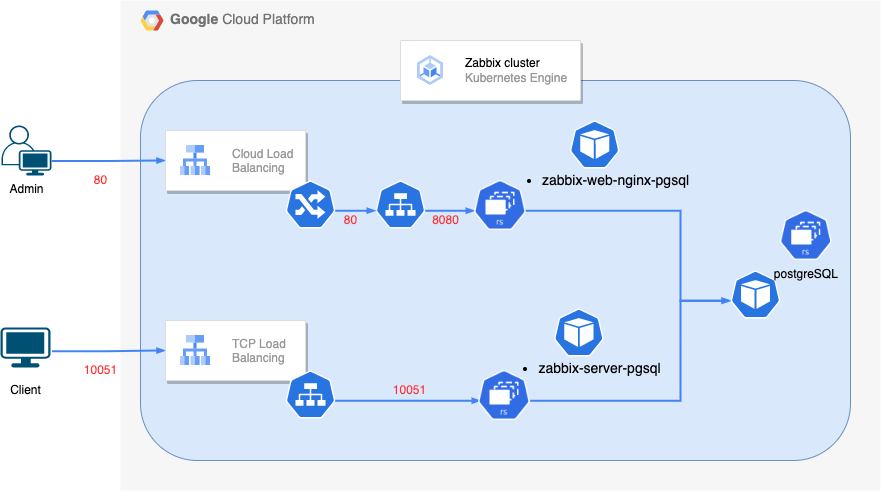 Google Cloud Platform
Zabbix cluster
Kubernetes Engine
Cloud Load
Balancing
Admin
80
80
8080
rs
• zabbix-web-nginx-pgsql
rs
postgreSQL
TCP Load
Balancing
Client
10051
10051
rs
• zabbix-server-pgsql